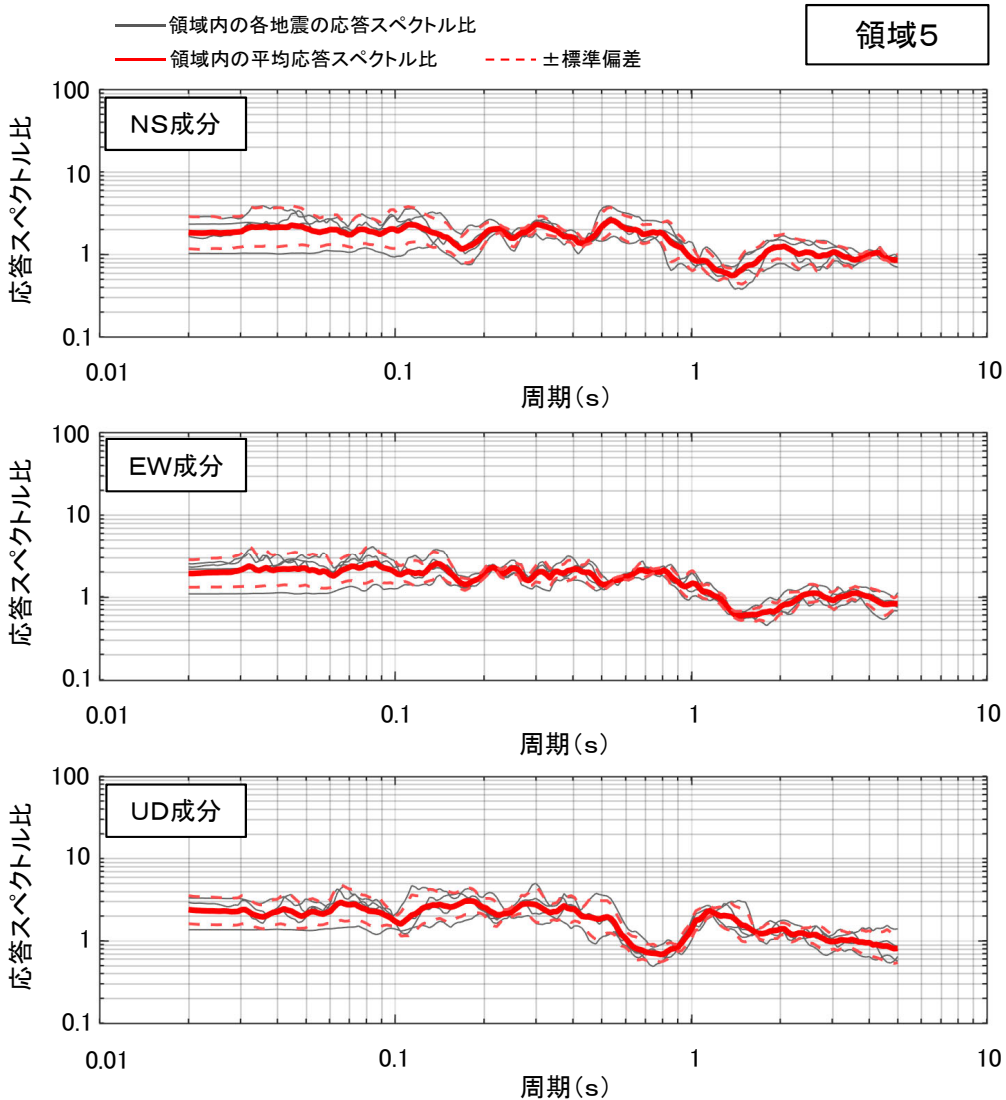 領域内の各地震の応答スペクトル比
領域内の平均応答スペクトル比 ±標準偏差
領域5
NS成分
応答スペクトル比
100
10
1
0.1
0.01 0.1 1 10
周期(s)
EW成分
応答スペクトル比
100
10
1
0.1
0.01 0.1 1 10
周期(s)
UD成分
応答スペクトル比
100
10
1
0.1
0.01 0.1 1 10
周期(s)